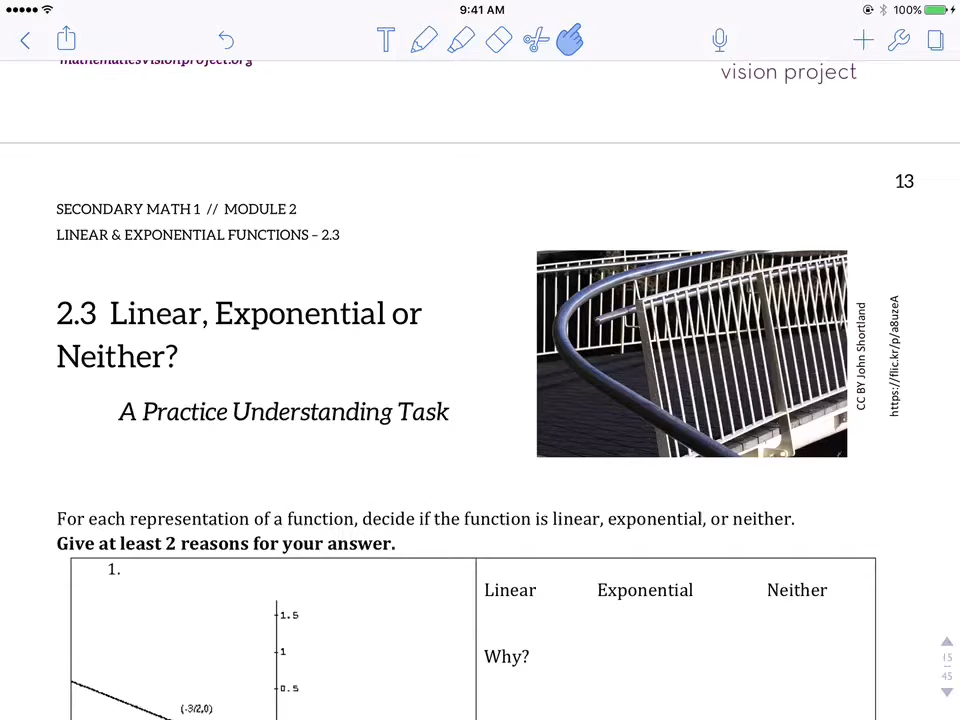 9:41 AM
100%
T
mathematicsvisionproject.org
vision project
13
SECONDARY MATH 1 // MODULE 2
LINEAR & EXPONENTIAL FUNCTIONS – 2.3
2.3 Linear, Exponential or
Neither?
A Practice Understanding Task
CC BY John Shortland
https://flic.kr/p/a8uzeA
For each representation of a function, decide if the function is linear, exponential, or neither.
Give at least 2 reasons for your answer.
1.
Linear Exponential Neither
1.5
1
Why?
0.5
(-3/2,0)
15
45